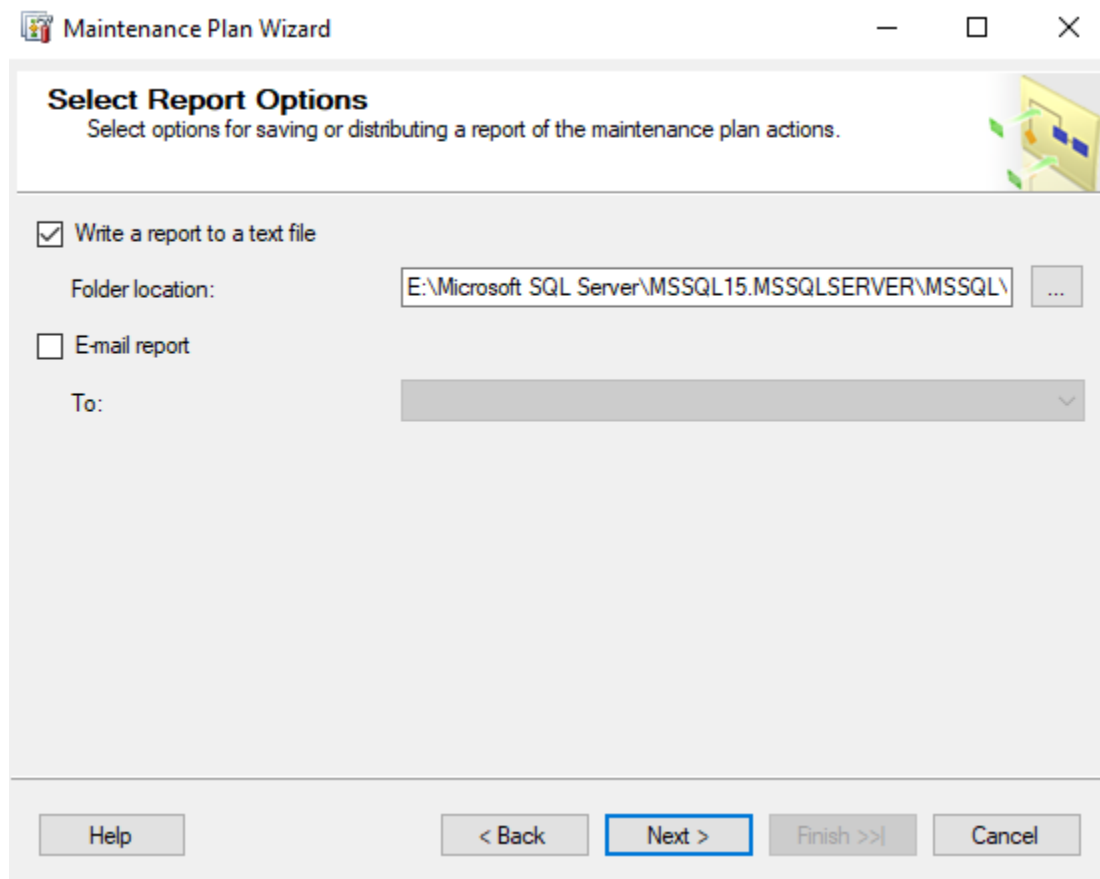 Maintenance Plan Wizard
Select Report Options
Select options for saving or distributing a report of the maintenance plan actions.
Write a report to a text file
Folder location:
E:\Microsoft SQL Server\MSSQL15.MSSQLSERVER\MSSQL\
...
E-mail report
To:
Help
< Back
Next >
Finish >>|
Cancel